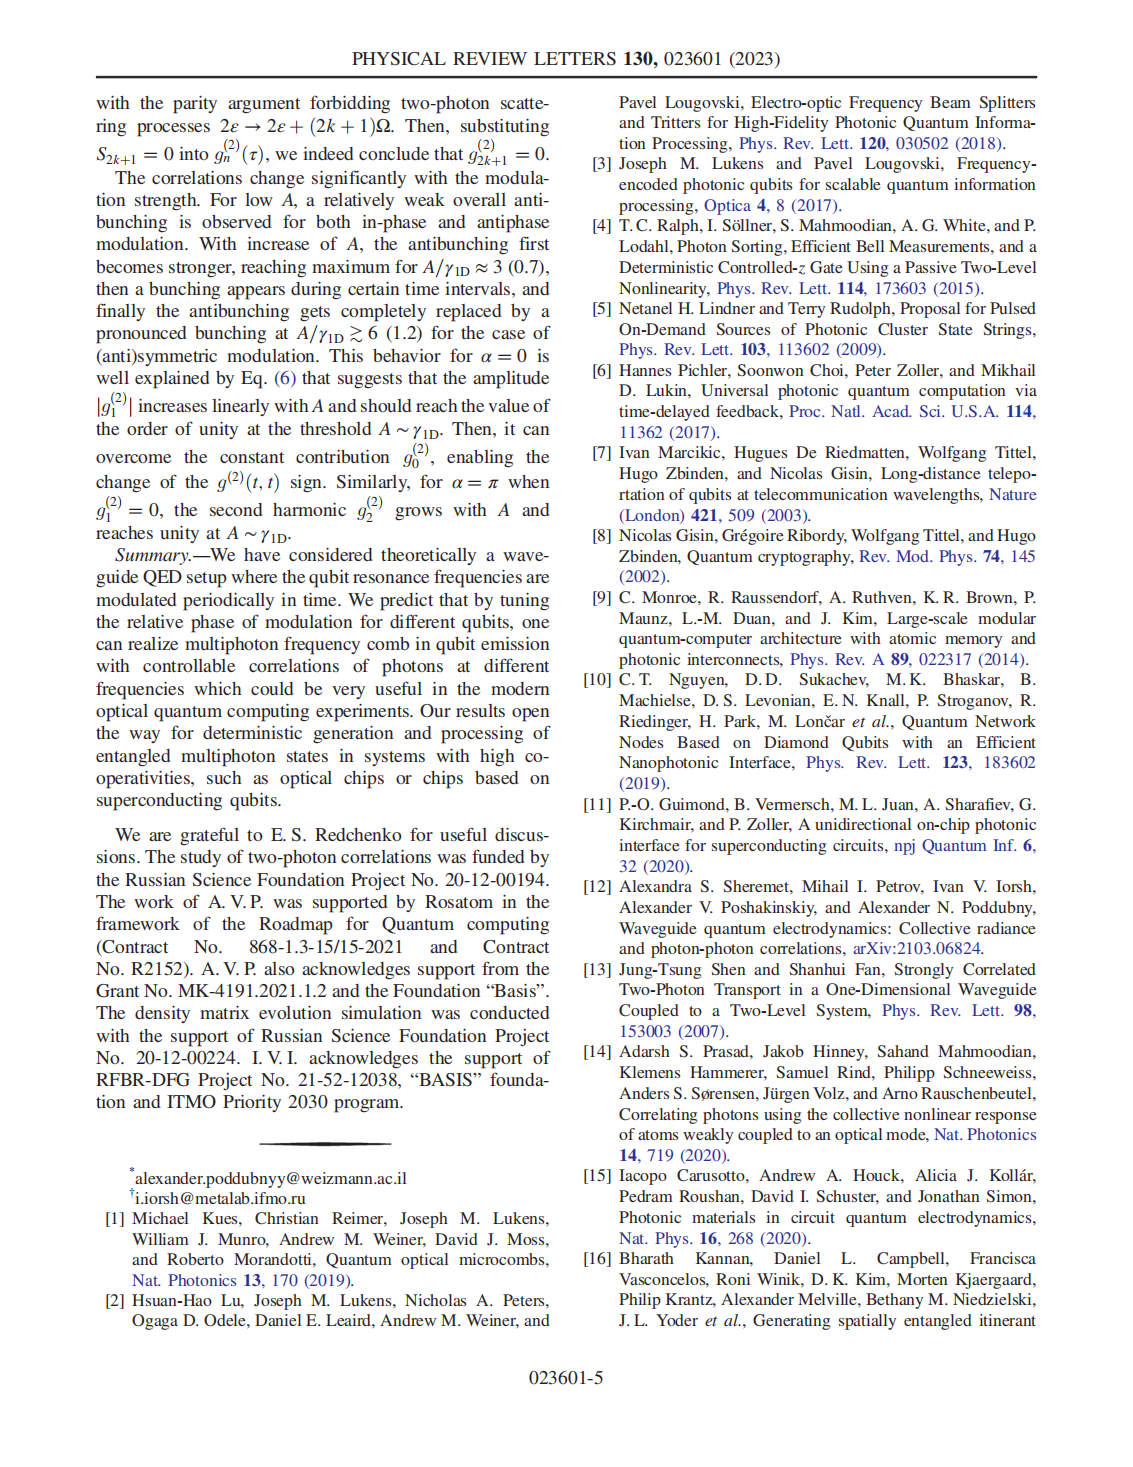 PHYSICAL REVIEW LETTERS 130, 023601 (2023)
with the parity argument forbidding two-photon scatte-
ring processes 2ε → 2ε + (2k + 1)Ω. Then, substituting
S₂ₖ₊₁ = 0 into gₙ⁽²⁾(τ), we indeed conclude that g₂ₖ₊₁⁽²⁾ = 0.
The correlations change significantly with the modula-
tion strength. For low A, a relatively weak overall anti-
bunching is observed for both in-phase and antiphase
modulation. With increase of A, the antibunching first
becomes stronger, reaching maximum for A/γ₁D ≈ 3 (0.7),
then a bunching appears during certain time intervals, and
finally the antibunching gets completely replaced by a
pronounced bunching at A/γ₁D ≳ 6 (1.2) for the case of
(anti)symmetric modulation. This behavior for α = 0 is
well explained by Eq. (6) that suggests that the amplitude
|g₁⁽²⁾| increases linearly with A and should reach the value of
the order of unity at the threshold A ~ γ₁D. Then, it can
overcome the constant contribution g₀⁽²⁾, enabling the
change of the g⁽²⁾(t, t) sign. Similarly, for α = π when
g₁⁽²⁾ = 0, the second harmonic g₂⁽²⁾ grows with A and
reaches unity at A ~ γ₁D.
Summary.—We have considered theoretically a wave-
guide QED setup where the qubit resonance frequencies are
modulated periodically in time. We predict that by tuning
the relative phase of modulation for different qubits, one
can realize multiphoton frequency comb in qubit emission
with controllable correlations of photons at different
frequencies which could be very useful in the modern
optical quantum computing experiments. Our results open
the way for deterministic generation and processing of
entangled multiphoton states in systems with high co-
operativities, such as optical chips or chips based on
superconducting qubits.
We are grateful to E. S. Redchenko for useful discus-
sions. The study of two-photon correlations was funded by
the Russian Science Foundation Project No. 20-12-00194.
The work of A. V. P. was supported by Rosatom in the
framework of the Roadmap for Quantum computing
(Contract No. 868-1.3-15/15-2021 and Contract
No. R2152). A. V. P. also acknowledges support from the
Grant No. MK-4191.2021.1.2 and the Foundation “Basis”.
The density matrix evolution simulation was conducted
with the support of Russian Science Foundation Project
No. 20-12-00224. I. V. I. acknowledges the support of
RFBR-DFG Project No. 21-52-12038, “BASIS” founda-
tion and ITMO Priority 2030 program.
*alexander.poddubnyy@weizmann.ac.il
†i.iorsh@metalab.ifmo.ru
[1] Michael Kues, Christian Reimer, Joseph M. Lukens,
William J. Munro, Andrew M. Weiner, David J. Moss,
and Roberto Morandotti, Quantum optical microcombs,
Nat. Photonics 13, 170 (2019).
[2] Hsuan-Hao Lu, Joseph M. Lukens, Nicholas A. Peters,
Ogaga D. Odele, Daniel E. Leaird, Andrew M. Weiner, and
Pavel Lougovski, Electro-optic Frequency Beam Splitters
and Tritters for High-Fidelity Photonic Quantum Informa-
tion Processing, Phys. Rev. Lett. 120, 030502 (2018).
[3] Joseph M. Lukens and Pavel Lougovski, Frequency-
encoded photonic qubits for scalable quantum information
processing, Optica 4, 8 (2017).
[4] T. C. Ralph, I. Söllner, S. Mahmoodian, A. G. White, and P.
Lodahl, Photon Sorting, Efficient Bell Measurements, and a
Deterministic Controlled-z Gate Using a Passive Two-Level
Nonlinearity, Phys. Rev. Lett. 114, 173603 (2015).
[5] Netanel H. Lindner and Terry Rudolph, Proposal for Pulsed
On-Demand Sources of Photonic Cluster State Strings,
Phys. Rev. Lett. 103, 113602 (2009).
[6] Hannes Pichler, Soonwon Choi, Peter Zoller, and Mikhail
D. Lukin, Universal photonic quantum computation via
time-delayed feedback, Proc. Natl. Acad. Sci. U.S.A. 114,
11362 (2017).
[7] Ivan Marcikic, Hugues De Riedmatten, Wolfgang Tittel,
Hugo Zbinden, and Nicolas Gisin, Long-distance telepo-
rtation of qubits at telecommunication wavelengths, Nature
(London) 421, 509 (2003).
[8] Nicolas Gisin, Grégoire Ribordy, Wolfgang Tittel, and Hugo
Zbinden, Quantum cryptography, Rev. Mod. Phys. 74, 145
(2002).
[9] C. Monroe, R. Raussendorf, A. Ruthven, K. R. Brown, P.
Maunz, L.-M. Duan, and J. Kim, Large-scale modular
quantum-computer architecture with atomic memory and
photonic interconnects, Phys. Rev. A 89, 022317 (2014).
[10] C. T. Nguyen, D. D. Sukachev, M. K. Bhaskar, B.
Machielse, D. S. Levonian, E. N. Knall, P. Stroganov, R.
Riedinger, H. Park, M. Lončar et al., Quantum Network
Nodes Based on Diamond Qubits with an Efficient
Nanophotonic Interface, Phys. Rev. Lett. 123, 183602
(2019).
[11] P.-O. Guimond, B. Vermersch, M. L. Juan, A. Sharafiev, G.
Kirchmair, and P. Zoller, A unidirectional on-chip photonic
interface for superconducting circuits, npj Quantum Inf. 6,
32 (2020).
[12] Alexandra S. Sheremet, Mihail I. Petrov, Ivan V. Iorsh,
Alexander V. Poshakinskiy, and Alexander N. Poddubny,
Waveguide quantum electrodynamics: Collective radiance
and photon-photon correlations, arXiv:2103.06824.
[13] Jung-Tsung Shen and Shanhui Fan, Strongly Correlated
Two-Photon Transport in a One-Dimensional Waveguide
Coupled to a Two-Level System, Phys. Rev. Lett. 98,
153003 (2007).
[14] Adarsh S. Prasad, Jakob Hinney, Sahand Mahmoodian,
Klemens Hammerer, Samuel Rind, Philipp Schneeweiss,
Anders S. Sørensen, Jürgen Volz, and Arno Rauschenbeutel,
Correlating photons using the collective nonlinear response
of atoms weakly coupled to an optical mode, Nat. Photonics
14, 719 (2020).
[15] Iacopo Carusotto, Andrew A. Houck, Alicia J. Kollár,
Pedram Roushan, David I. Schuster, and Jonathan Simon,
Photonic materials in circuit quantum electrodynamics,
Nat. Phys. 16, 268 (2020).
[16] Bharath Kannan, Daniel L. Campbell, Francisca
Vasconcelos, Roni Winik, D. K. Kim, Morten Kjaergaard,
Philip Krantz, Alexander Melville, Bethany M. Niedzielski,
J. L. Yoder et al., Generating spatially entangled itinerant
023601-5